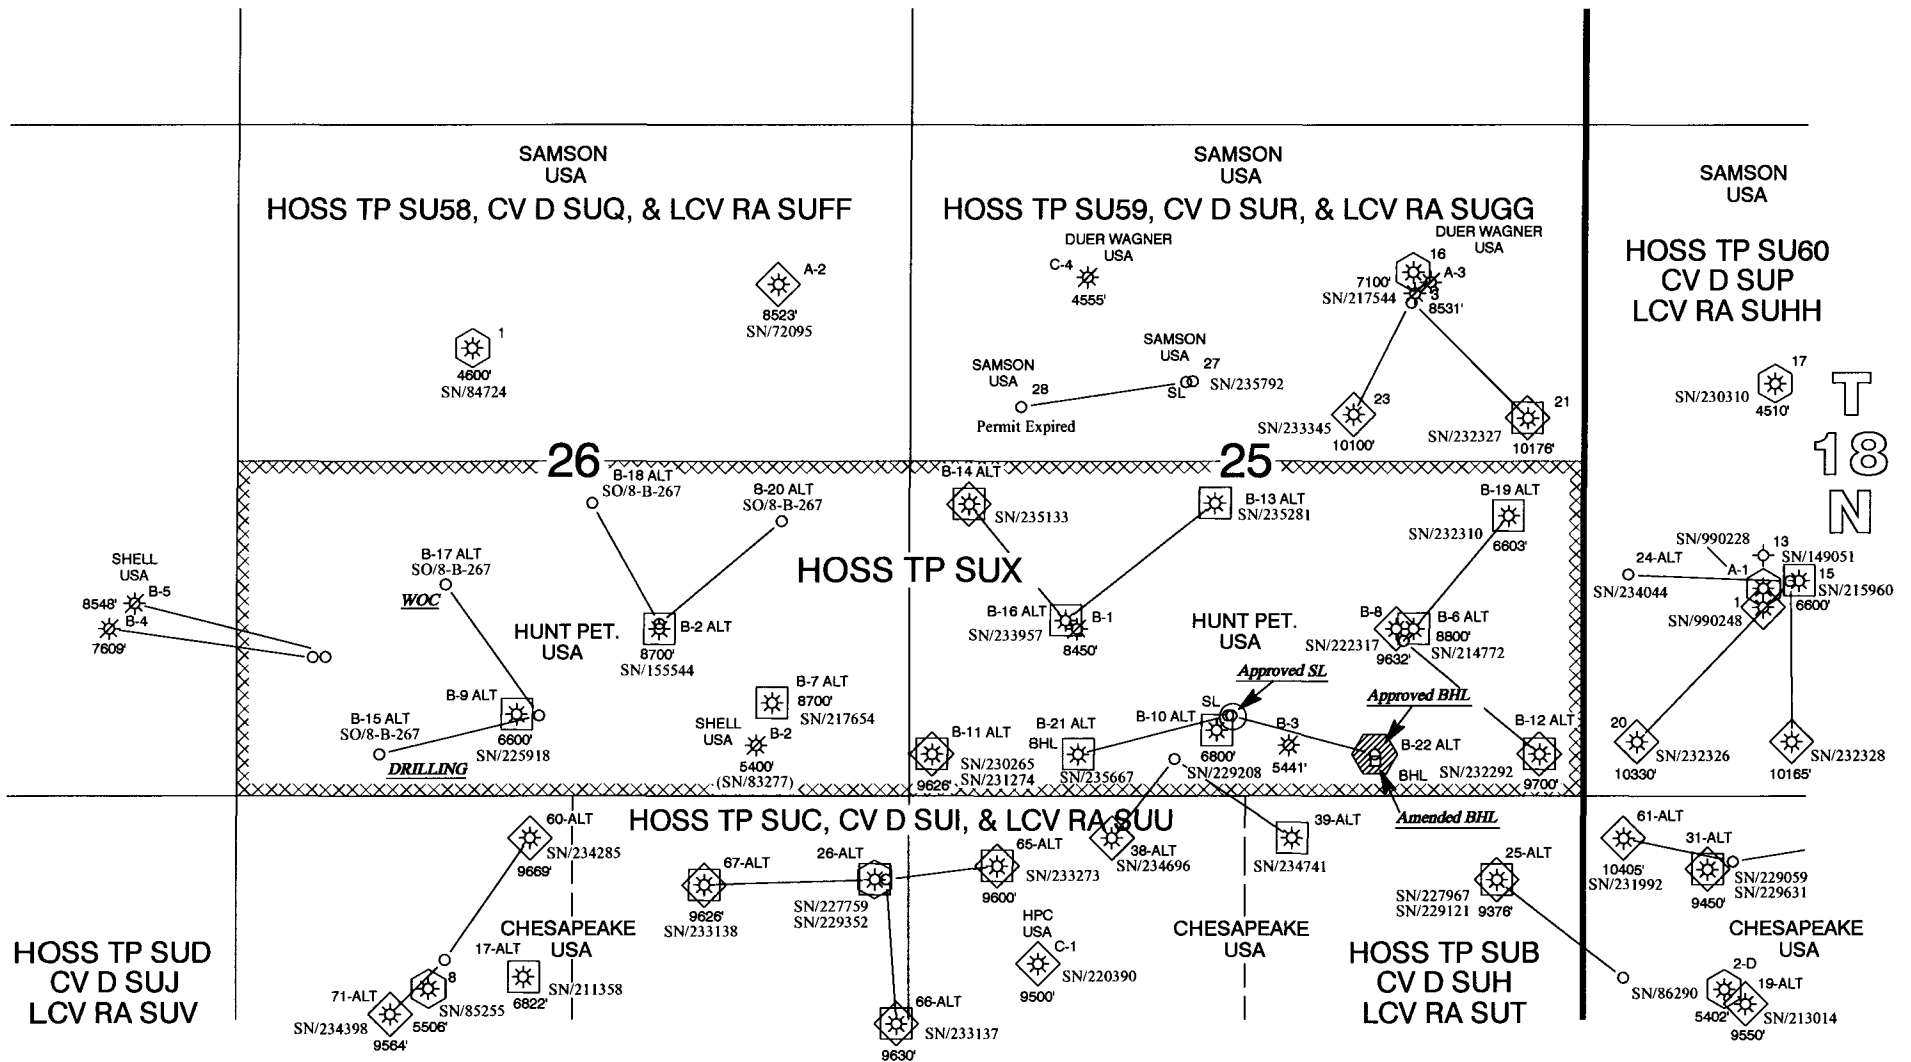 SAMSON
USA
HOSS TP SU58, CV D SUQ, & LCV RA SUFF
A-2
8523'
SN/72095
1
4600'
SN/84724
26
SAMSON
USA
HOSS TP SU59, CV D SUR, & LCV RA SUGG
DUER WAGNER
USA
C-4
4555'
DUER WAGNER
USA
16
7100'
A-3
SN/217544
3
8531'
SAMSON
USA
27
SL
SN/235792
SAMSON
USA
28
Permit Expired
23
SN/233345
10100'
21
SN/232327
10176'
25
SAMSON
USA
HOSS TP SU60
CV D SUP
LCV RA SUHH
17
SN/230310
4510'
T
18
N
B-18 ALT
SO/8-B-267
B-20 ALT
SO/8-B-267
B-14 ALT
SN/235133
B-13 ALT
SN/235281
B-19 ALT
SN/232310
6603'
HOSS TP SUX
SHELL
USA
B-5
8548'
B-4
7609'
B-17 ALT
SO/8-B-267
WOC
HUNT PET.
USA
B-2 ALT
8700'
SN/155544
B-16 ALT
SN/233957
B-1
8450'
HUNT PET.
USA
B-8
SN/222317
9632'
B-6 ALT
8800'
SN/214772
SN/990228
13
SN/149051
24-ALT
SN/234044
A-1
15
SN/215960
6600'
1
SN/990248
B-9 ALT
6600'
SN/225918
B-15 ALT
SO/8-B-267
DRILLING
B-7 ALT
8700'
SN/217654
SHELL
USA
B-2
5400'
(SN/83277)
B-11 ALT
SN/230265
SN/231274
9626'
B-21 ALT
BHL
SN/235667
B-10 ALT
SL
6800'
SN/229208
Approved SL
B-3
5441'
Approved BHL
B-22 ALT
BHL
Amended BHL
B-12 ALT
SN/232292
9700'
20
SN/232326
10330'
SN/232328
10165'
HOSS TP SUC, CV D SUI, & LCV RA SUU
60-ALT
SN/234285
9669'
67-ALT
9626'
SN/233138
26-ALT
SN/227759
SN/229352
65-ALT
SN/233273
9600'
38-ALT
SN/234696
39-ALT
SN/234741
25-ALT
SN/227967
SN/229121
9376'
61-ALT
10405'
SN/231992
31-ALT
SN/229059
SN/229631
9450'
CHESAPEAKE
USA
17-ALT
SN/211358
6822'
HPC
USA
C-1
SN/220390
9500'
CHESAPEAKE
USA
HOSS TP SUB
CV D SUH
LCV RA SUT
CHESAPEAKE
USA
2-D
SN/86290
5402'
19-ALT
SN/213014
9550'
HOSS TP SUD
CV D SUJ
LCV RA SUV
71-ALT
SN/234398
9564'
8
SN/85255
5506'
66-ALT
SN/233137
9630'